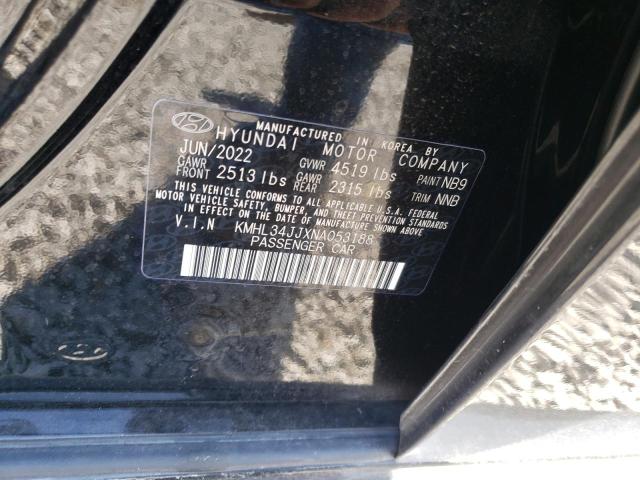 MANUFACTURED IN KOREA BY
HYUNDAI MOTOR COMPANY
JUN/2022 GVWR 4519 lbs PAINT NB9
GAWR FRONT 2513 lbs GAWR REAR 2315 lbs TRIM NNB
THIS VEHICLE CONFORMS TO ALL APPLICABLE U.S.A. FEDERAL
MOTOR VEHICLE SAFETY, BUMPER, AND THEFT PREVENTION STANDARDS
IN EFFECT ON THE DATE OF MANUFACTURE SHOWN ABOVE.
V.I.N KMHL34JJXNA053188
PASSENGER CAR